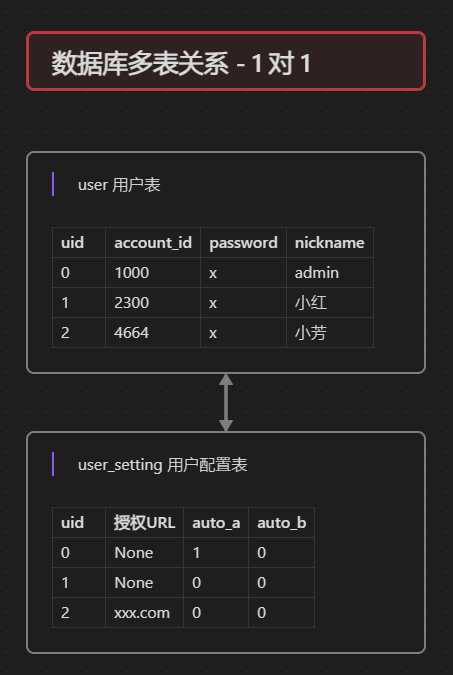 数据库多表关系 - 1 对 1
user 用户表
uid account_id password nickname
0 1000 x admin
1 2300 x 小红
2 4664 x 小芳
user_setting 用户配置表
uid 授权URL auto_a auto_b
0 None 1 0
1 None 0 0
2 xxx.com 0 0